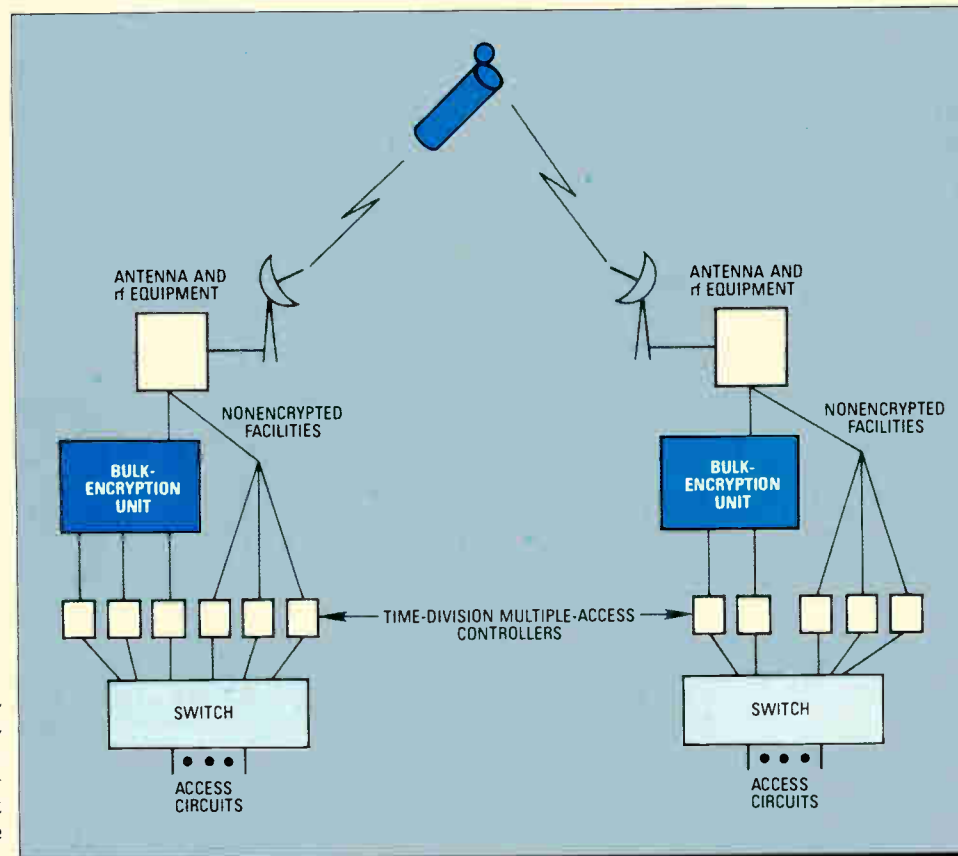 ANTENNA AND
rf EQUIPMENT
ANTENNA AND
rf EQUIPMENT
NONENCRYPTED
FACILITIES
NONENCRYPTED
FACILITIES
BULK-
ENCRYPTION
UNIT
BULK-
ENCRYPTION
UNIT
TIME-DIVISION MULTIPLE-ACCESS
CONTROLLERS
SWITCH
SWITCH
ACCESS
CIRCUITS
ACCESS
CIRCUITS